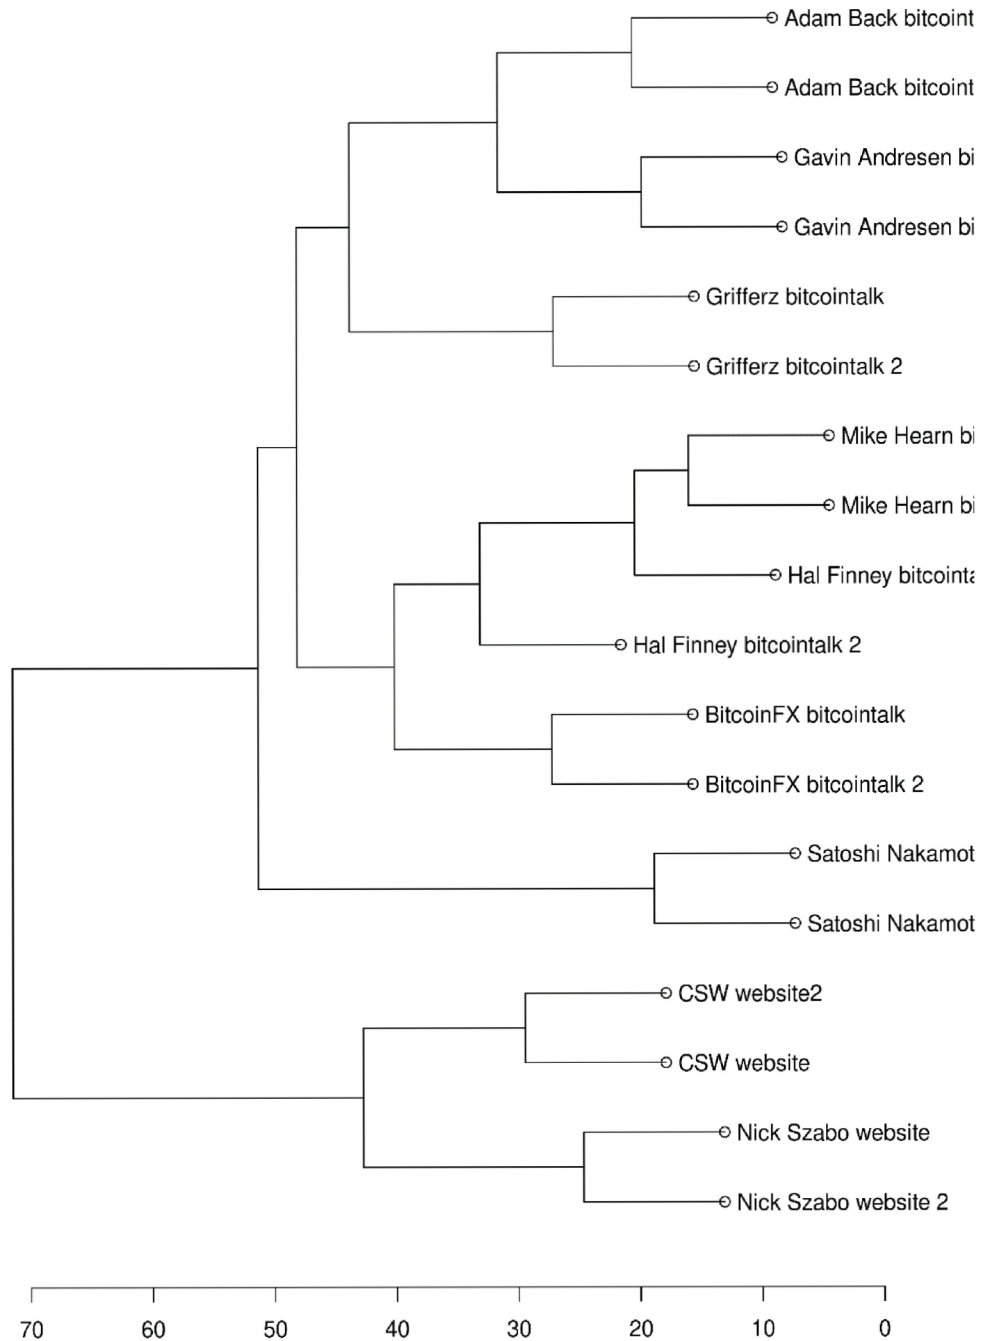 Adam Back bitcoint
Adam Back bitcoint
Gavin Andresen bi
Gavin Andresen bi
Grifferz bitcointalk
Grifferz bitcointalk 2
Mike Hearn bi
Mike Hearn bi
Hal Finney bitcointa
Hal Finney bitcointalk 2
BitcoinFX bitcointalk
BitcoinFX bitcointalk 2
Satoshi Nakamot
Satoshi Nakamot
CSW website2
CSW website
Nick Szabo website
Nick Szabo website 2
70 60 50 40 30 20 10 0